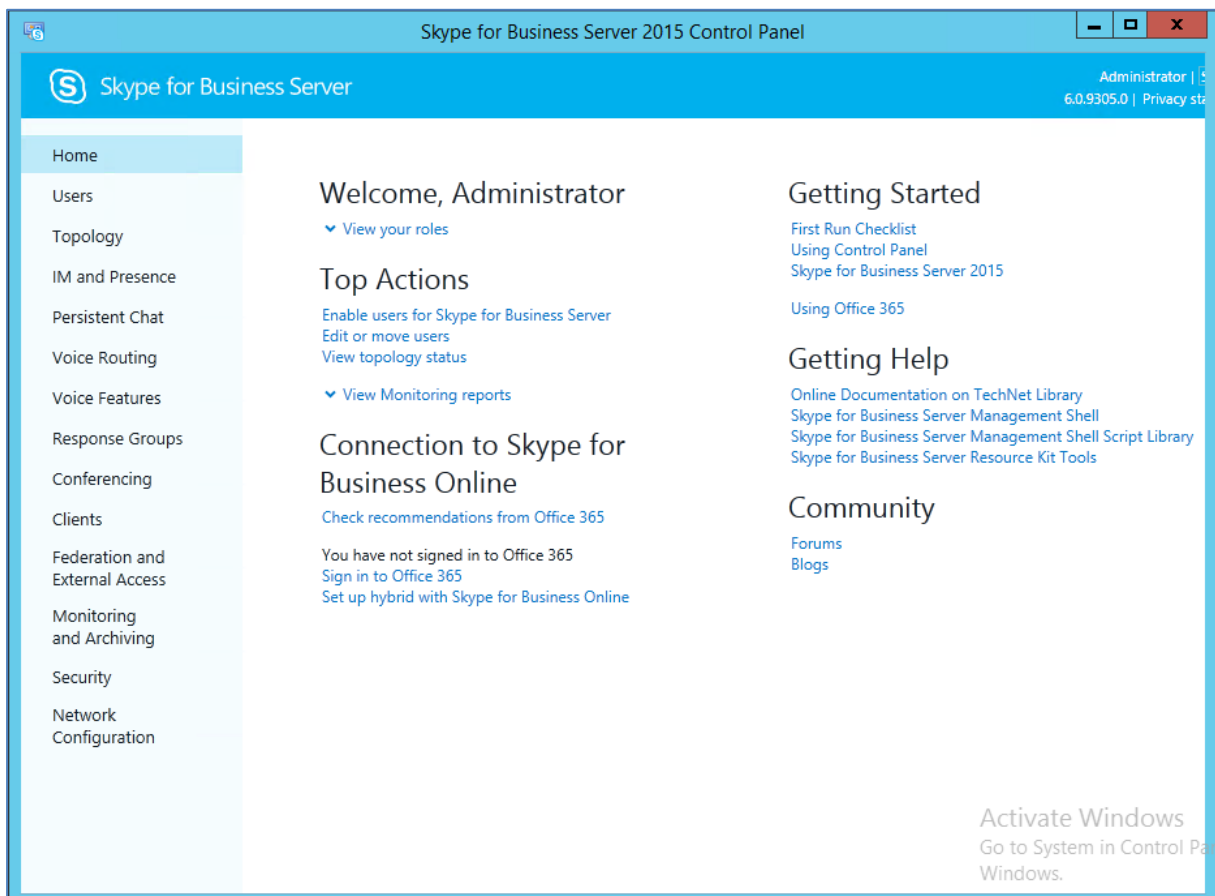 Skype for Business Server 2015 Control Panel
Skype for Business Server
Administrator |
6.0.9305.0 | Privacy
Home
Users
Topology
IM and Presence
Persistent Chat
Voice Routing
Voice Features
Response Groups
Conferencing
Clients
Federation and
External Access
Monitoring
and Archiving
Security
Network
Configuration
Welcome, Administrator
View your roles
Top Actions
Enable users for Skype for Business Server
Edit or move users
View topology status
View Monitoring reports
Connection to Skype for
Business Online
Check recommendations from Office 365
You have not signed in to Office 365
Sign in to Office 365
Set up hybrid with Skype for Business Online
Getting Started
First Run Checklist
Using Control Panel
Skype for Business Server 2015
Using Office 365
Getting Help
Online Documentation on TechNet Library
Skype for Business Server Management Shell
Skype for Business Server Management Shell Script Library
Skype for Business Server Resource Kit Tools
Community
Forums
Blogs
Activate Windows
Go to System in Control
Windows.